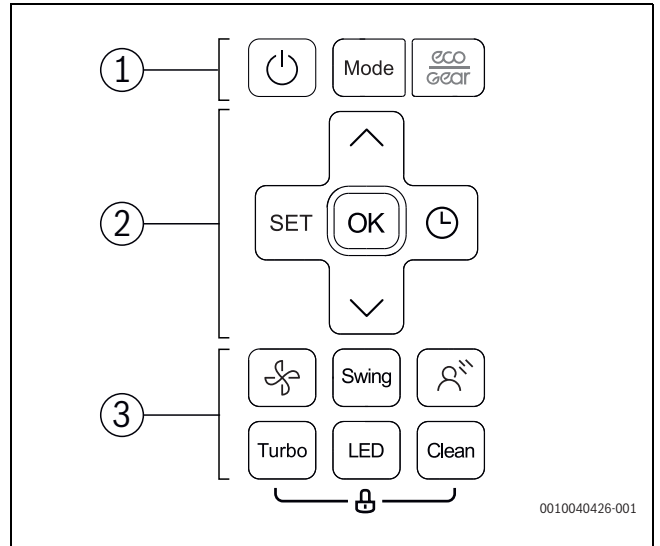 1
Mode
eco
Gear
2
SET
OK
3
Swing
Turbo
LED
Clean
0010040426-001